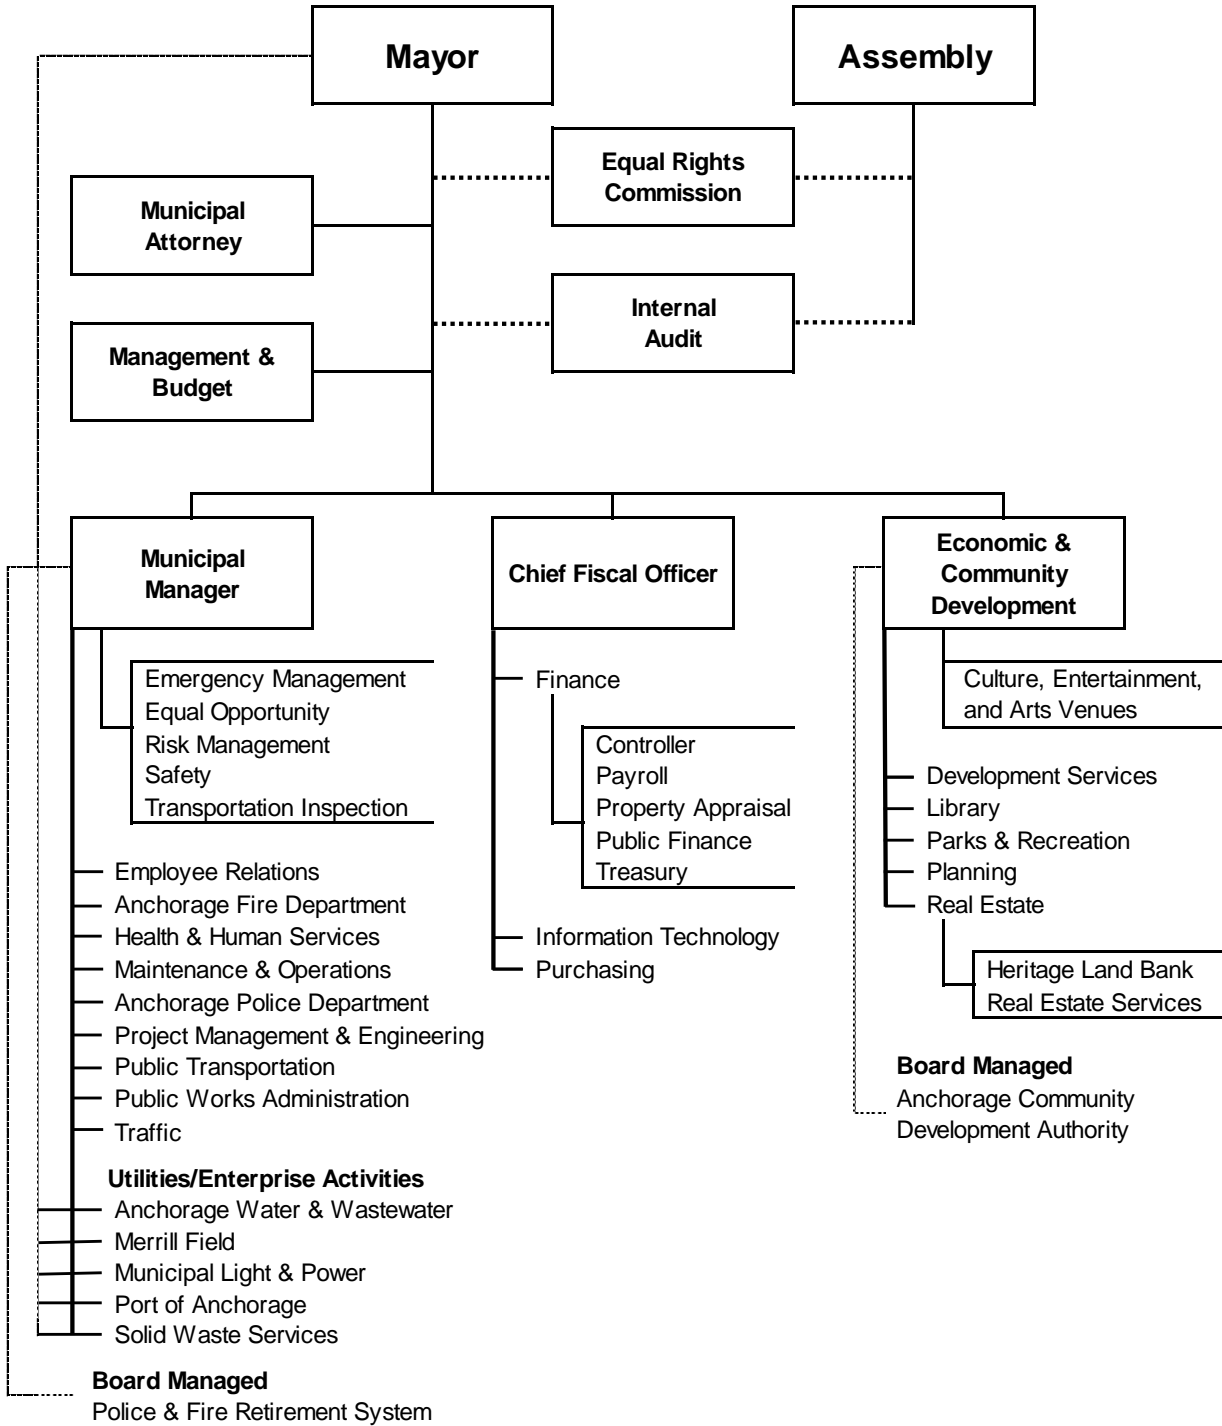 Mayor
Assembly
Equal Rights
Commission
Municipal
Attorney
Internal
Audit
Management &
Budget
Municipal
Manager
Chief Fiscal Officer
Economic &
Community
Development
Emergency Management
Equal Opportunity
Risk Management
Safety
Transportation Inspection
Employee Relations
Anchorage Fire Department
Health & Human Services
Maintenance & Operations
Anchorage Police Department
Project Management & Engineering
Public Transportation
Public Works Administration
Traffic
Utilities/Enterprise Activities
Anchorage Water & Wastewater
Merrill Field
Municipal Light & Power
Port of Anchorage
Solid Waste Services
Board Managed
Police & Fire Retirement System
Finance
Controller
Payroll
Property Appraisal
Public Finance
Treasury
Information Technology
Purchasing
Culture, Entertainment,
and Arts Venues
Development Services
Library
Parks & Recreation
Planning
Real Estate
Heritage Land Bank
Real Estate Services
Board Managed
Anchorage Community
Development Authority